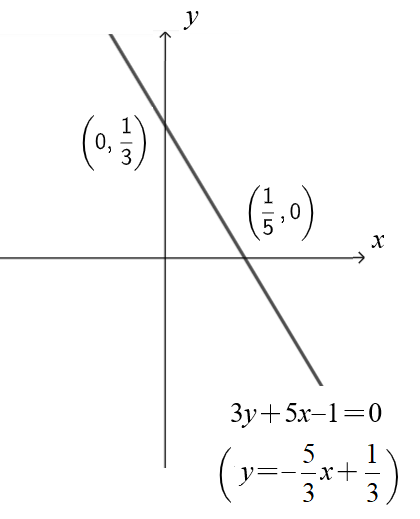 y
(0, 1/3)
(1/5, 0)
x
3y+5x–1=0
(y=–5/3x+1/3)